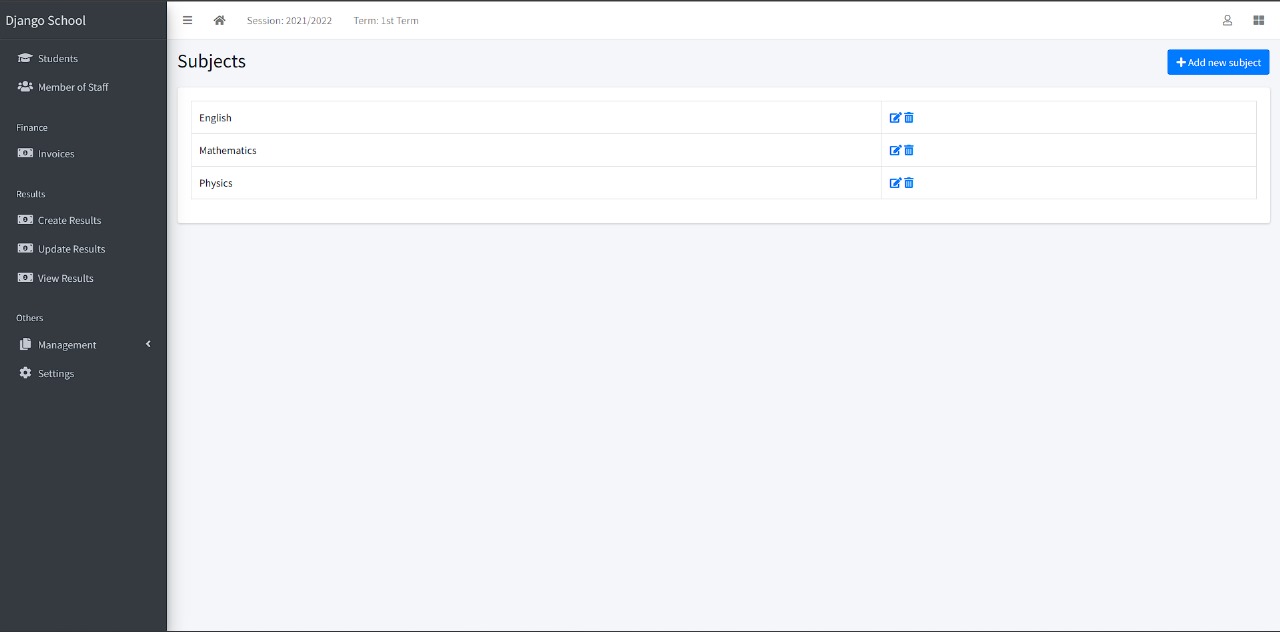 Django School
Session: 2021/2022
Term: 1st Term
Students
Member of Staff
Finance
Invoices
Results
Create Results
Update Results
View Results
Others
Management
Settings
Subjects
Add new subject
English
Mathematics
Physics